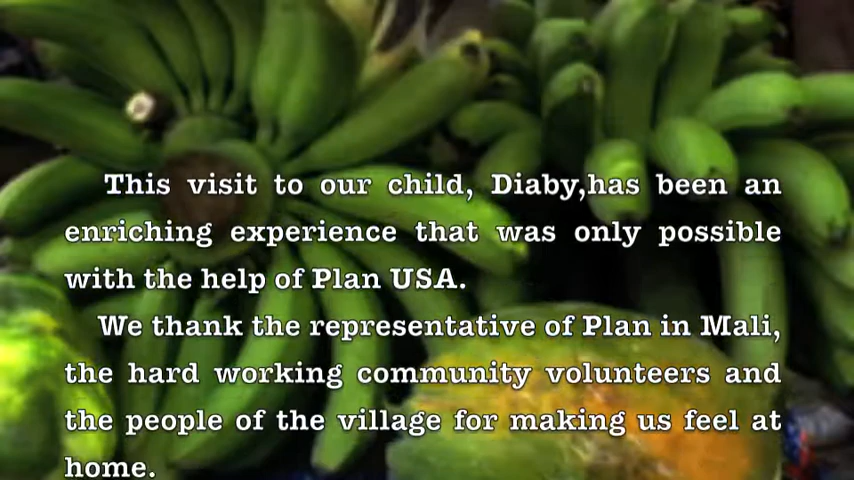 This visit to our child, Diaby,has been an
enriching experience that was only possible
with the help of Plan USA.
We thank the representative of Plan in Mali,
the hard working community volunteers and
the people of the village for making us feel at
home.